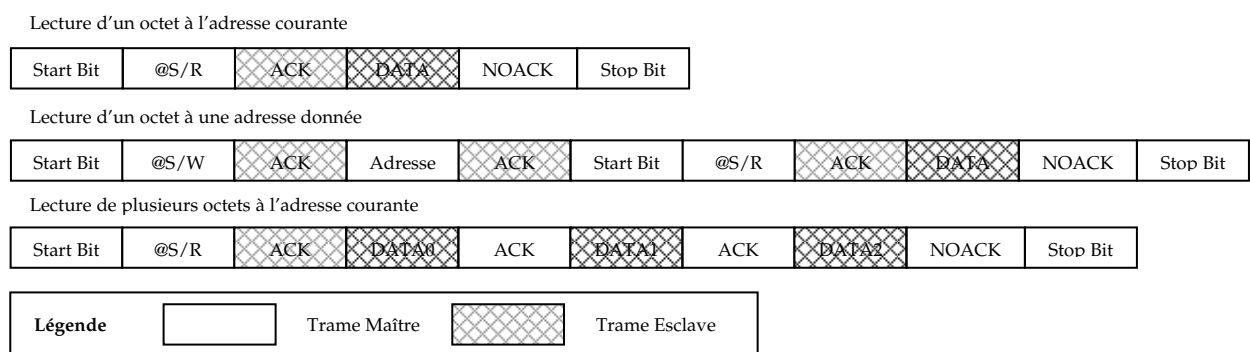 Lecture d'un octet à l'adresse courante
Start Bit @S/R ACK DATA NOACK Stop Bit
Lecture d'un octet à une adresse donnée
Start Bit @S/W ACK Adresse ACK Start Bit @S/R ACK DATA NOACK Stop Bit
Lecture de plusieurs octets à l'adresse courante
Start Bit @S/R ACK DATA0 ACK DATA1 ACK DATA2 NOACK Stop Bit
Légende Trame Maître Trame Esclave